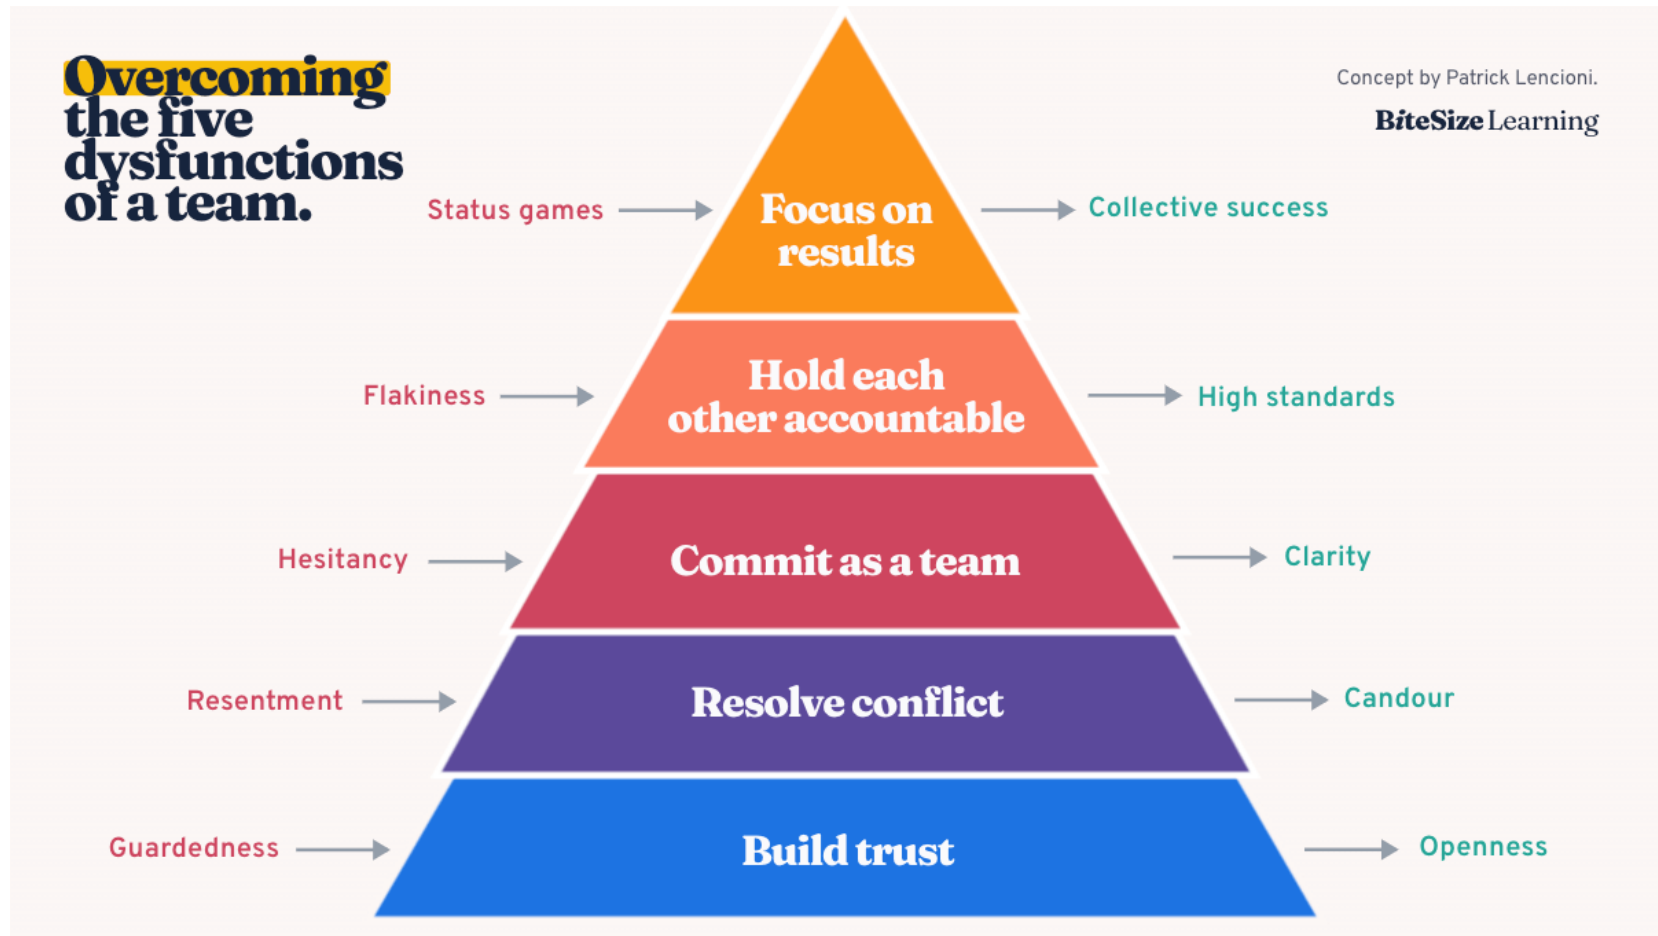 Overcoming
the five
dysfunctions
of a team.
Concept by Patrick Lencioni.
BiteSize Learning
Status games
Focus on
results
Collective success
Flakiness
Hold each
other accountable
High standards
Hesitancy
Commit as a team
Clarity
Resentment
Resolve conflict
Candour
Guardedness
Build trust
Openness